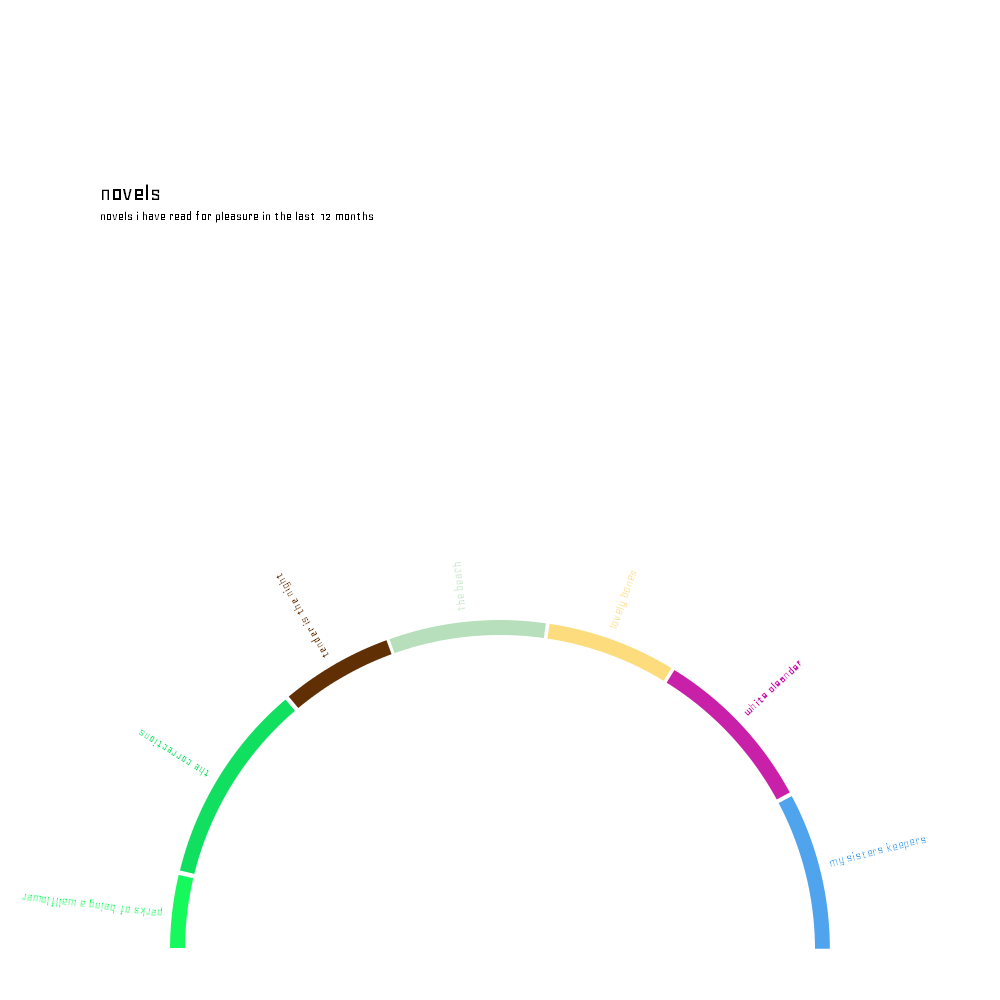 novels
novels i have read for pleasure in the last 12 months
perks of being a wallflower
the corrections
tender is the night
the beach
lovely bones
white oleander
my sisters keepers